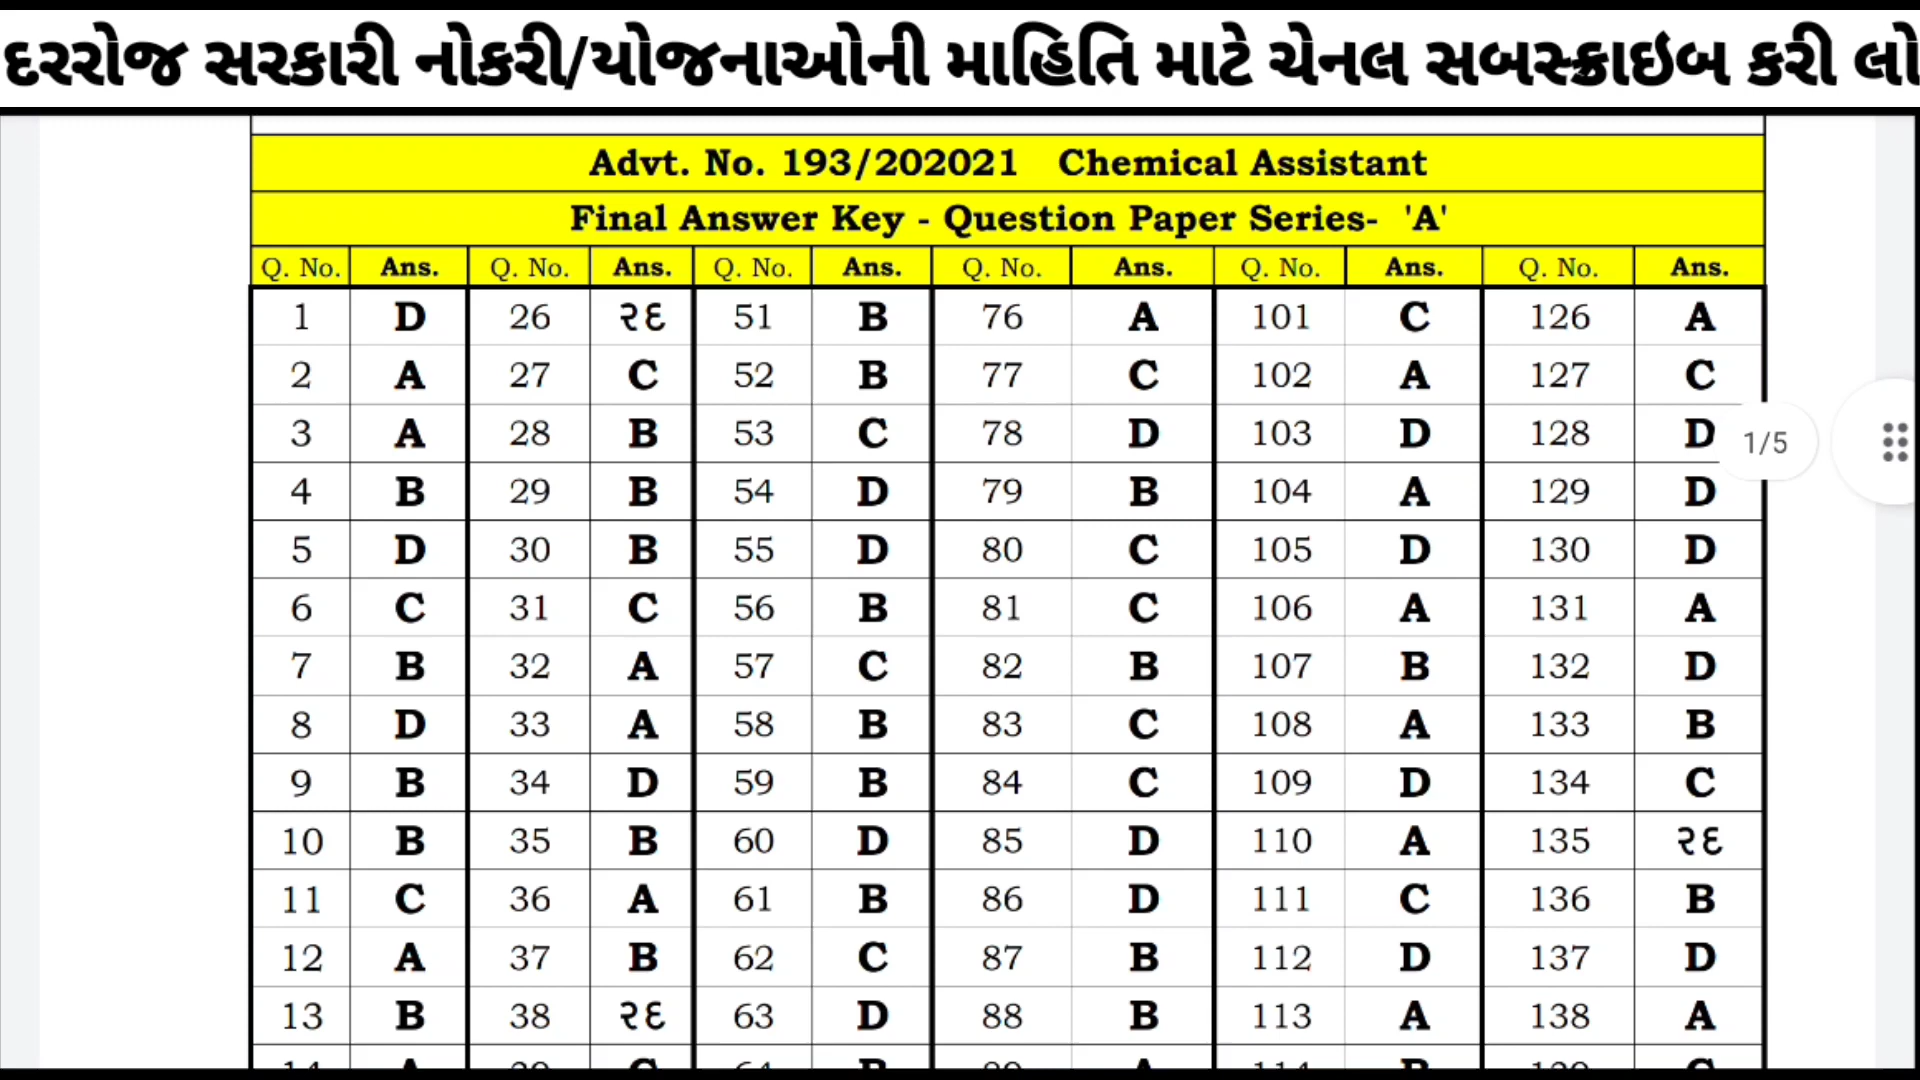 દરરોજ સરકારી નોકરી/યોજનાઓની માહિતિ માટે ચેનલ સબસ્ક્રાઇબ કરી લો
Advt. No. 193/202021 Chemical Assistant
Final Answer Key - Question Paper Series- 'A'
Q. No. Ans. Q. No. Ans. Q. No. Ans. Q. No. Ans. Q. No. Ans. Q. No. Ans.
1 D 26 રદ 51 B 76 A 101 C 126 A
2 A 27 C 52 B 77 C 102 A 127 C
3 A 28 B 53 C 78 D 103 D 128 D 1/5
4 B 29 B 54 D 79 B 104 A 129 D
5 D 30 B 55 D 80 C 105 D 130 D
6 C 31 C 56 B 81 C 106 A 131 A
7 B 32 A 57 C 82 B 107 B 132 D
8 D 33 A 58 B 83 C 108 A 133 B
9 B 34 D 59 B 84 C 109 D 134 C
10 B 35 B 60 D 85 D 110 A 135 રદ
11 C 36 A 61 B 86 D 111 C 136 B
12 A 37 B 62 C 87 B 112 D 137 D
13 B 38 રદ 63 D 88 B 113 A 138 A